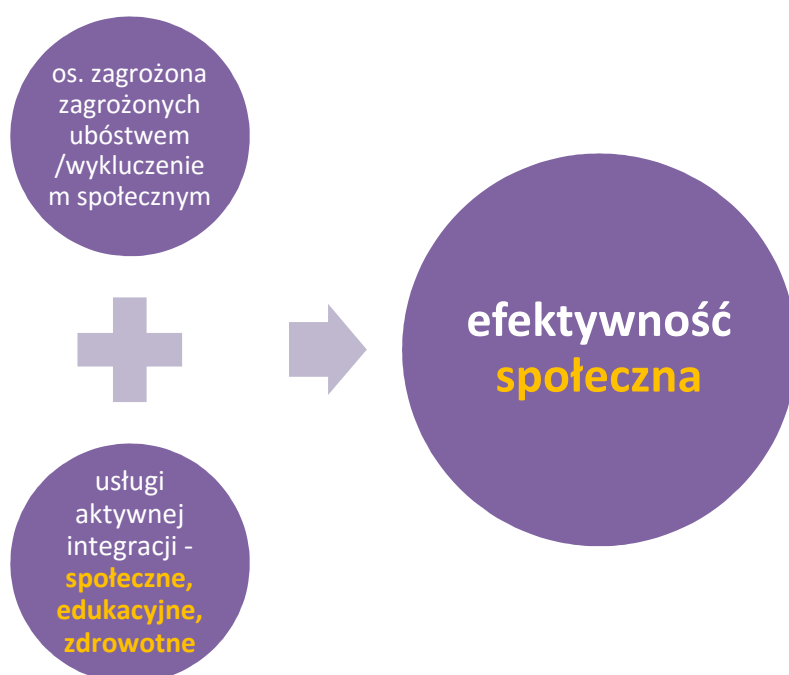 os. zagrożona
zagrożonych
ubóstwem
/wykluczenie
m społecznym
efektywność
społeczna
usługi
aktywnej
integracji -
społeczne,
edukacyjne,
zdrowotne